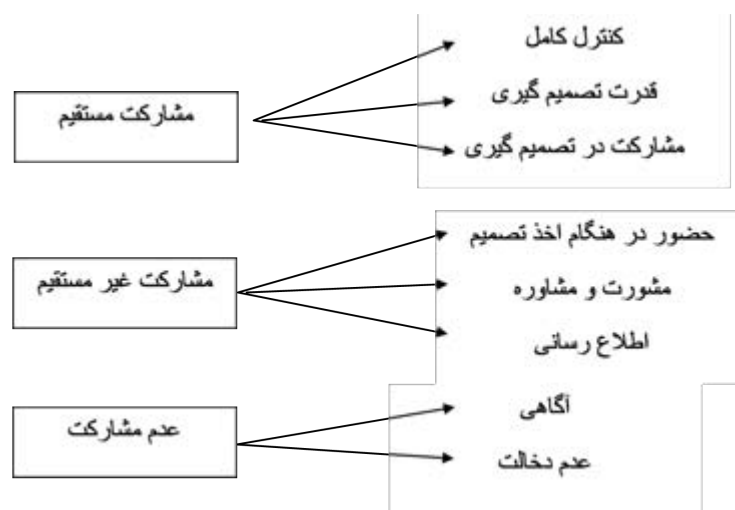 مشارکت مستقیم
کنترل کامل
قدرت تصمیم گیری
مشارکت در تصمیم گیری
مشارکت غیر مستقیم
حضور در هنگام اخذ تصمیم
مشورت و مشاوره
اطلاع رسانی
عدم مشارکت
آگاهی
عدم دخالت